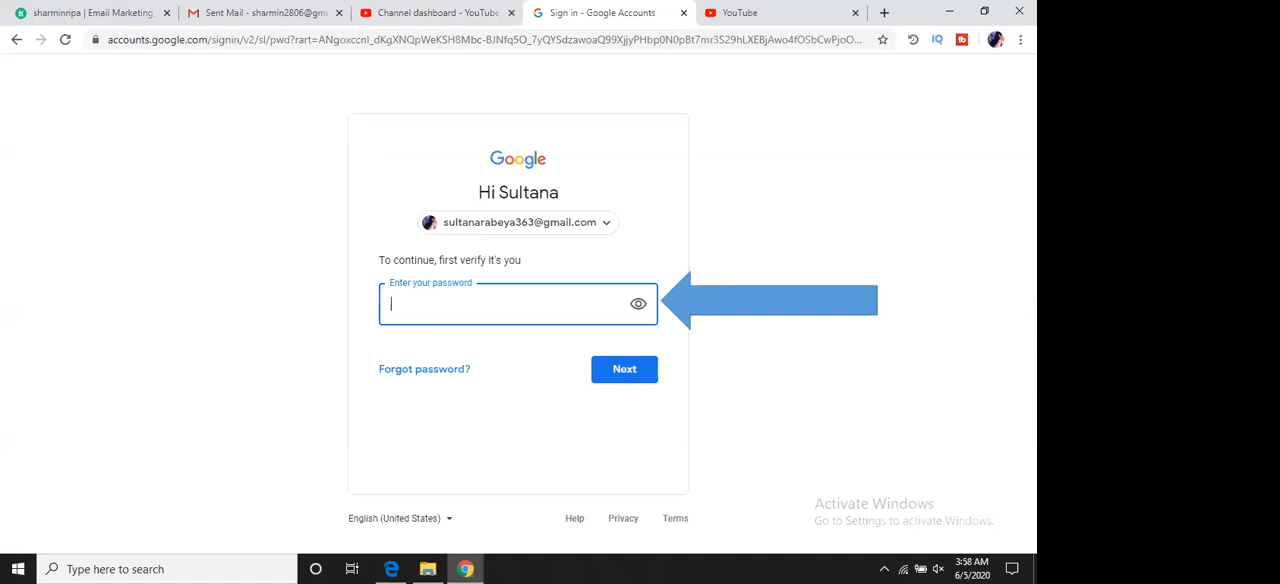 sharminripa | Email Marketing,
Sent Mail - sharmin2806@gm
Channel dashboard - YouTube
Sign in - Google Accounts
YouTube
accounts.google.com/signin/v2/sl/pwd?rart=
Google
Hi Sultana
sultanarabeya363@gmail.com
To continue, first verify it's you
Enter your password
Forgot password?
Next
English (United States)
Help
Privacy
Terms
Activate Windows
Go to Settings to activate Windows.
Type here to search
3:58 AM
6/5/2020